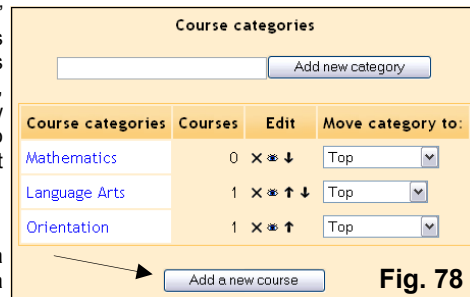 Course categories
Add new category
Course categories Courses Edit Move category to:
Mathematics 0 Top
Language Arts 1 Top
Orientation 1 Top
Add a new course
Fig. 78